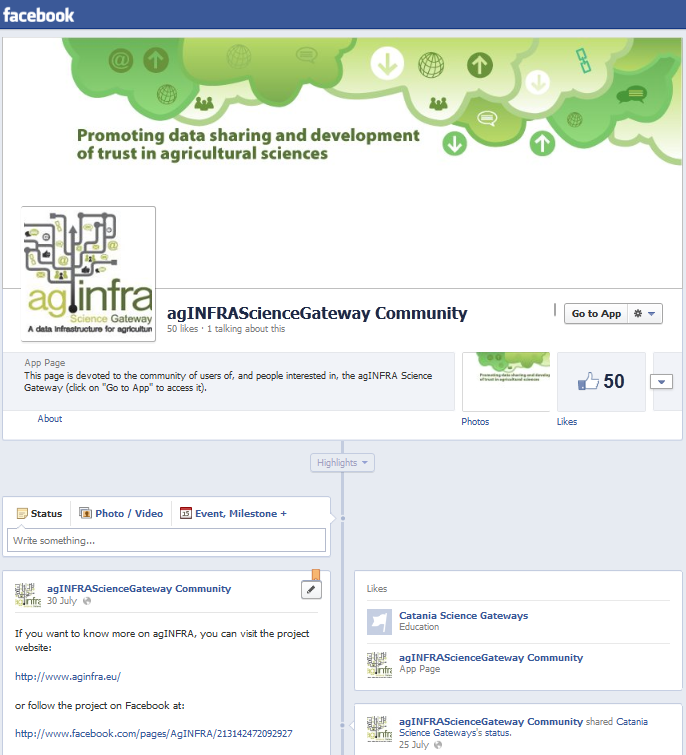 facebook
Promoting data sharing and development
of trust in agricultural sciences
aginfra
Science Gateway
A data infrastructure for agricultur
agINFRAScienceGateway Community
50 likes · 1 talking about this
Go to App
App Page
This page is devoted to the community of users of, and people interested in, the agINFRA Science
Gateway (click on "Go to App" to access it).
About
Promoting data sharing and develop
of trust in agricultural sciences
Photos
50
Likes
Highlights
Status
Photo / Video
15
Event, Milestone +
Write something...
agINFRAScienceGateway Community
30 July
If you want to know more on agINFRA, you can visit the project
website:
http://www.aginfra.eu/
or follow the project on Facebook at:
http://www.facebook.com/pages/AgINFRA/213142472092927
Likes
Catania Science Gateways
Education
aginfra
agINFRAScienceGateway Community
App Page
aginfra
agINFRAScienceGateway Community shared Catania
Science Gateways's status.
25 July